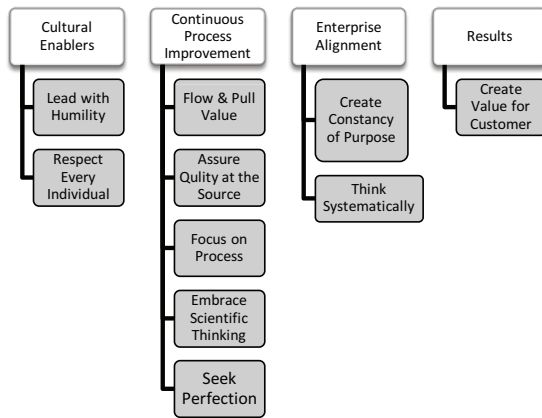 Cultural
Enablers
Lead with
Humility
Respect
Every
Individual
Continuous
Process
Improvement
Flow & Pull
Value
Assure
Qulity at the
Source
Focus on
Process
Embrace
Scientific
Thinking
Seek
Perfection
Enterprise
Alignment
Create
Constancy
of Purpose
Think
Systematically
Results
Create
Value for
Customer